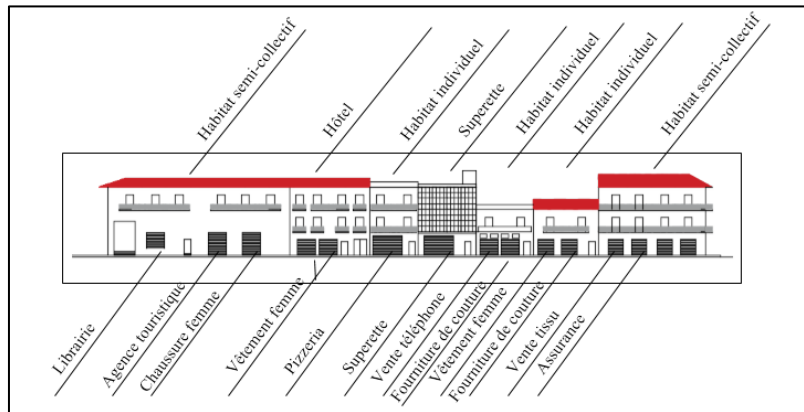 Habitat semi-collectif
Hôtel
Habitat individuel
Superette
Habitat individuel
Habitat individuel
Habitat semi-collectif
Librairie
Agence touristique
Chaussure femme
Vêtement femme
Pizzeria
Superette
Vente téléphone
Fourniture de couture
Vêtement femme
Fourniture de couture
Vente tissu
Assurance